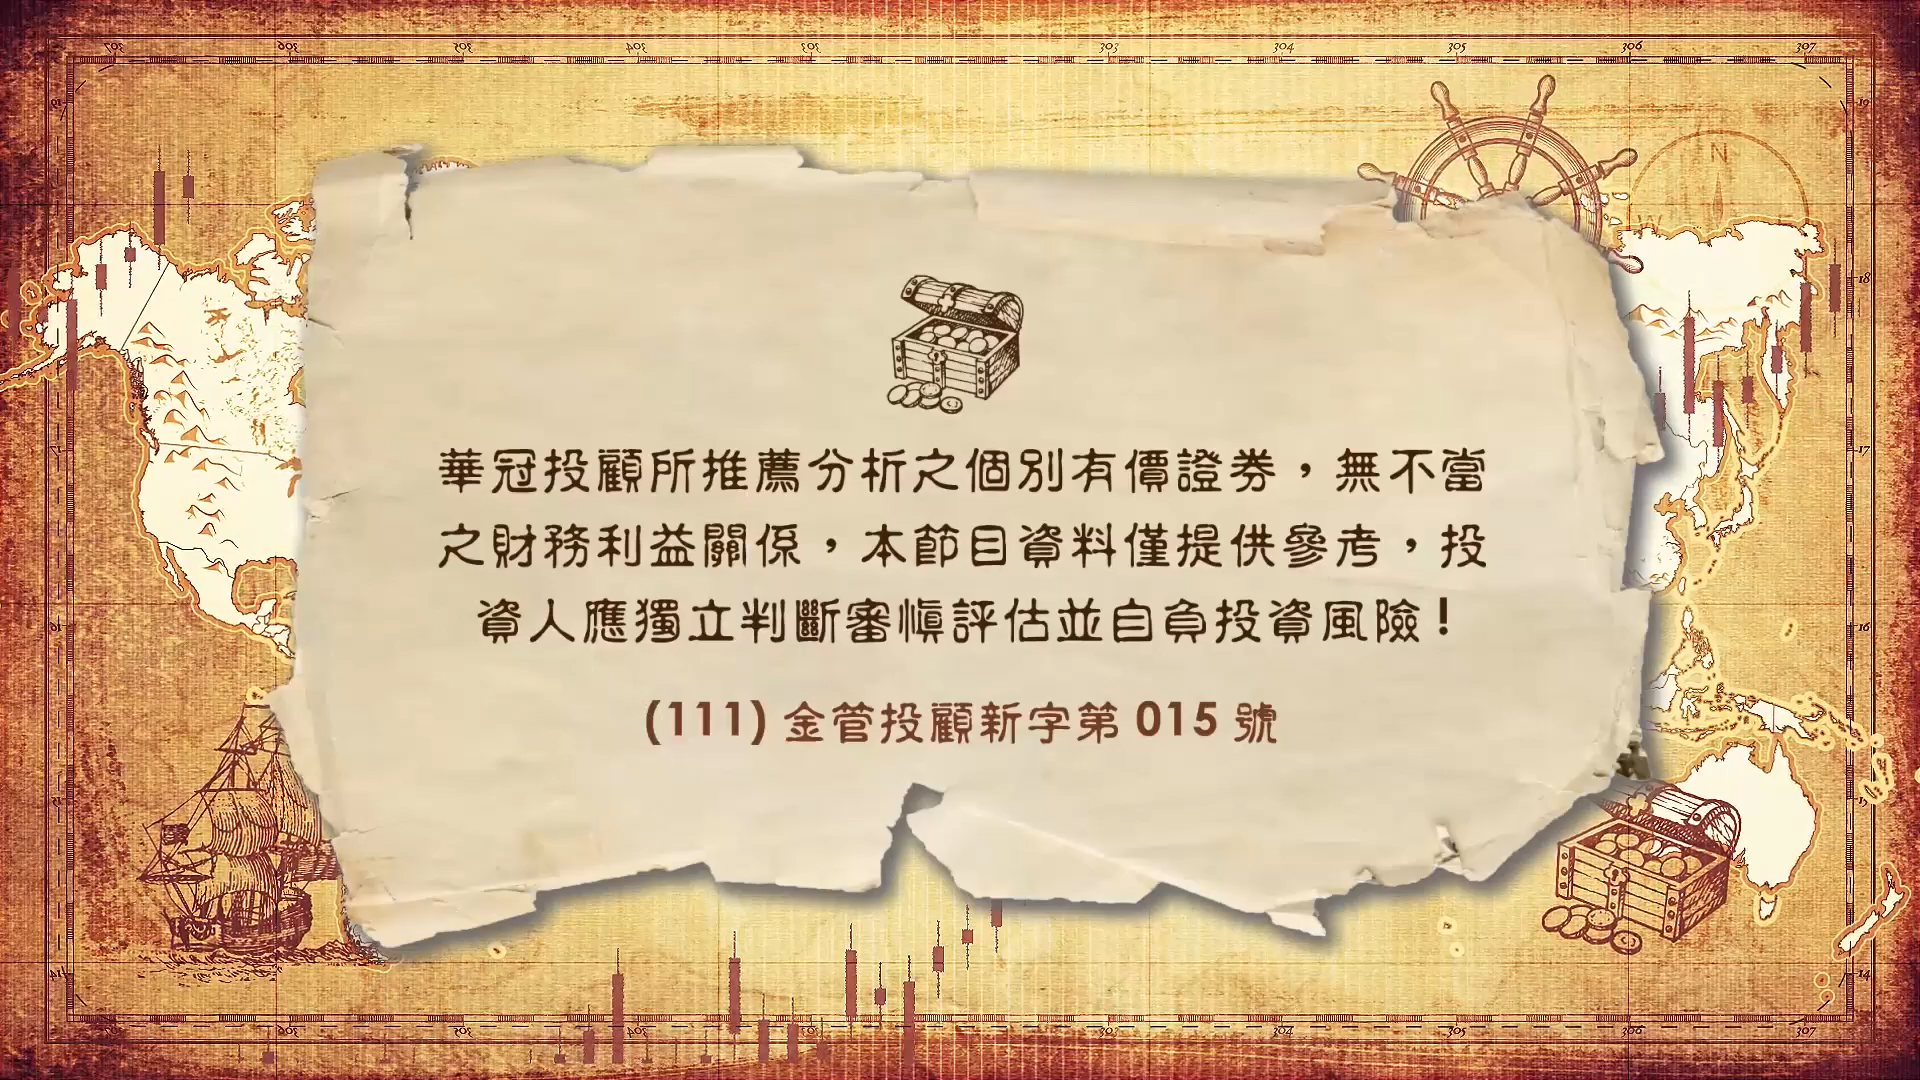 華冠投顧所推薦分析之個別有價證券，無不當
之財務利益關係，本節目資料僅提供參考，投
資人應獨立判斷審慎評估並自負投資風險！
(111) 金管投顧新字第 015 號